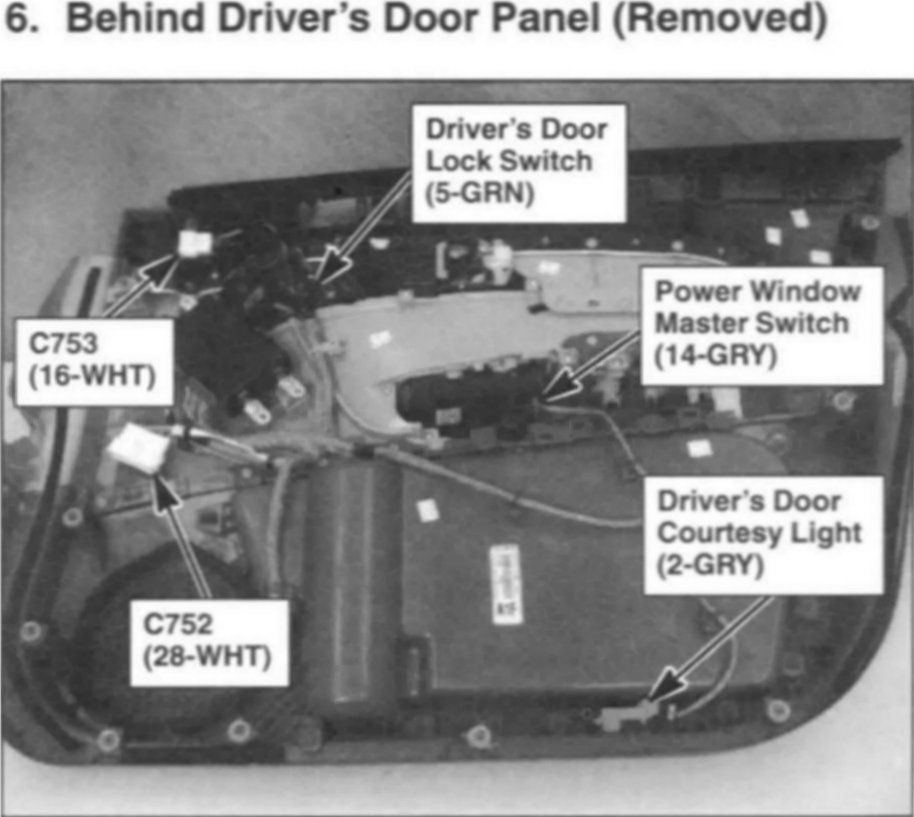 6. Behind Driver's Door Panel (Removed)
Driver's Door
Lock Switch
(5-GRN)
Power Window
Master Switch
(14-GRY)
C753
(16-WHT)
Driver's Door
Courtesy Light
(2-GRY)
C752
(28-WHT)